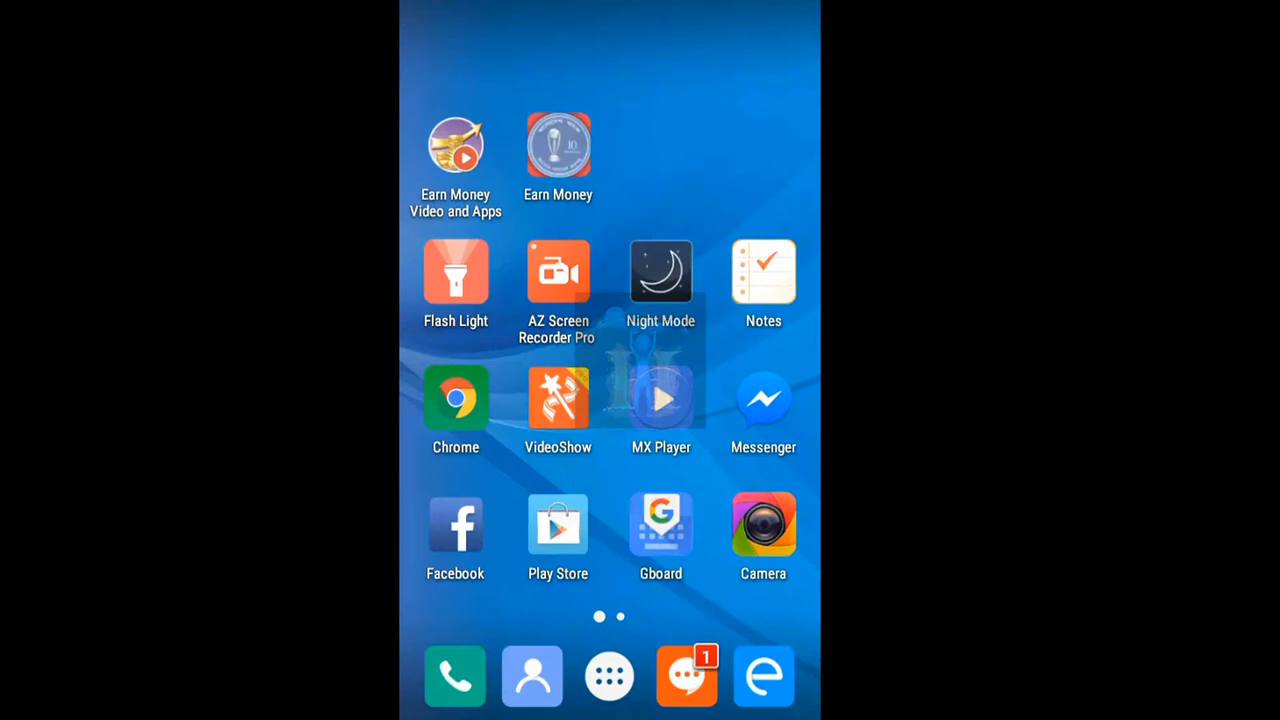 10
Earn Money
Video and Apps
Earn Money
Flash Light
AZ Screen
Recorder Pro
Night Mode
Notes
Chrome
VideoShow
MX Player
Messenger
Facebook
Play Store
Gboard
Camera
1